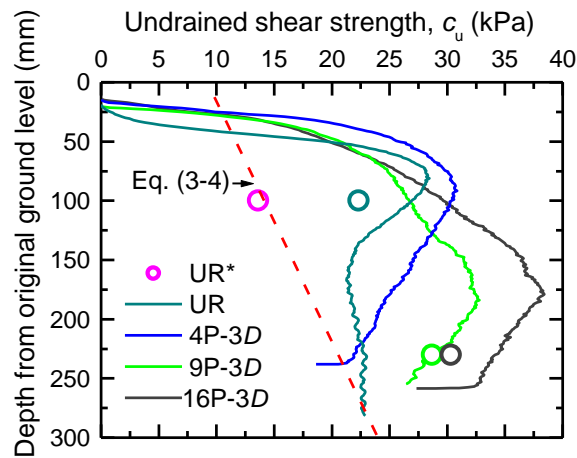 Undrained shear strength, cu (kPa)
0 5 10 15 20 25 30 35 40
Depth from original ground level (mm)
0
50
100
150
200
250
300
Eq. (3-4)
UR*
UR
4P-3D
9P-3D
16P-3D